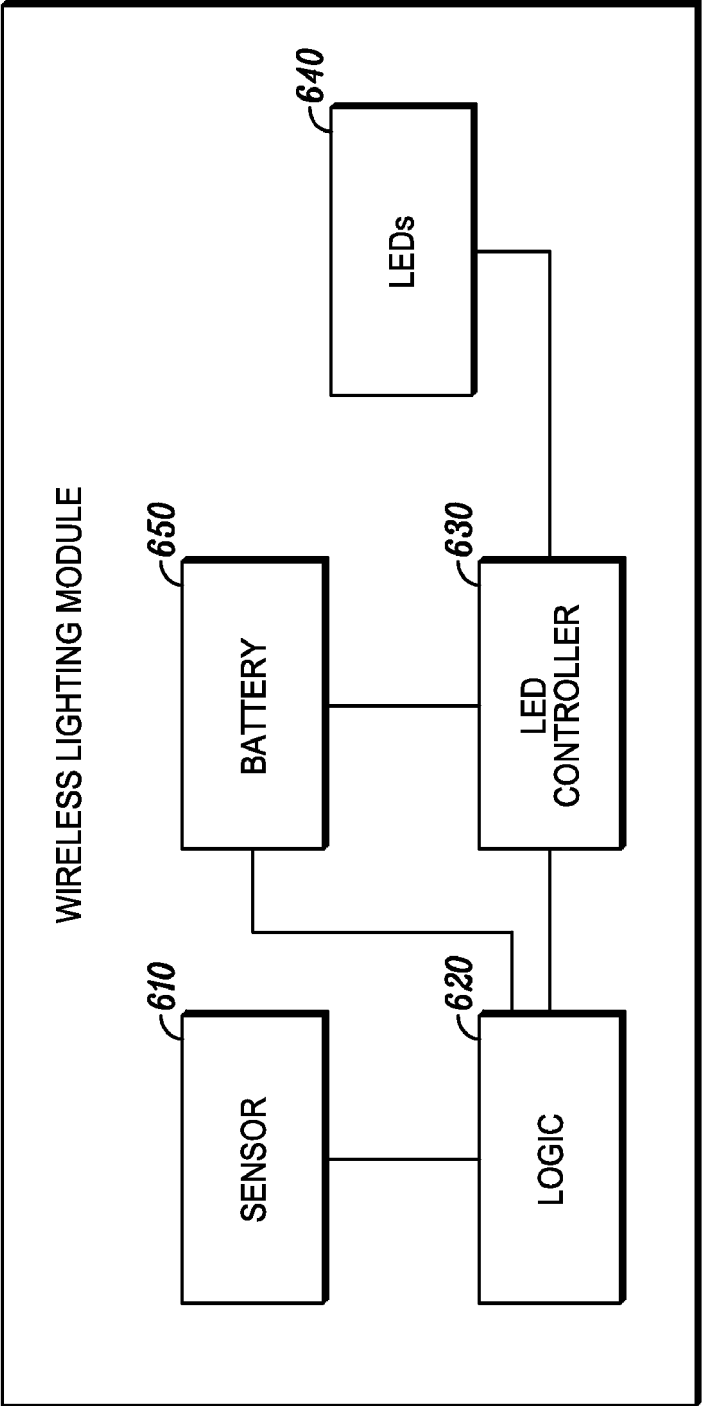 WIRELESS LIGHTING MODULE
610
SENSOR
650
BATTERY
640
LEDs
620
LOGIC
630
LED
CONTROLLER